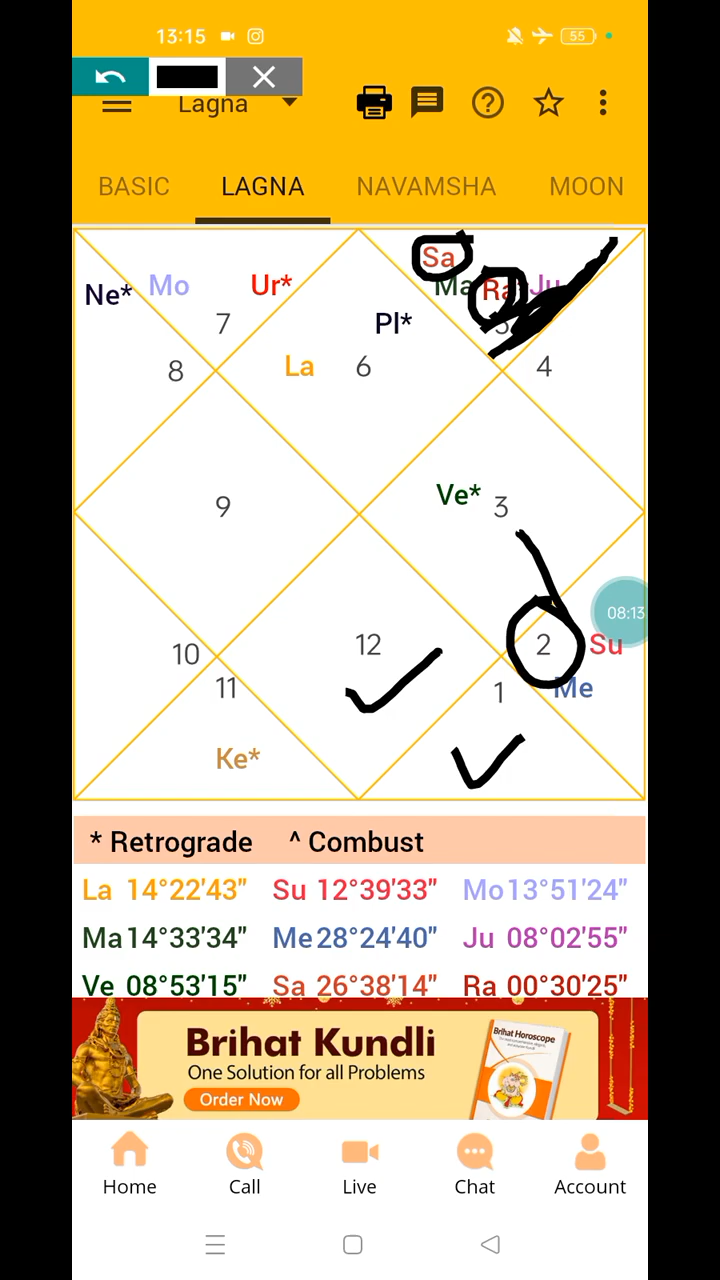 13:15 55
Lagna
BASIC LAGNA NAVAMSHA MOON
Sa
Ne* Mo Ur* Ma Ra Ju
7 Pl* 5
8 La 6 4
9 Ve* 3
08:13
10 12 2 Su
11 1 Me
Ke*
* Retrograde ^ Combust
La 14°22'43" Su 12°39'33" Mo 13°51'24"
Ma 14°33'34" Me 28°24'40" Ju 08°02'55"
Ve 08°53'15" Sa 26°38'14" Ra 00°30'25"
Brihat Kundli
One Solution for all Problems
Order Now
Brihat Horoscope
Home Call Live Chat Account